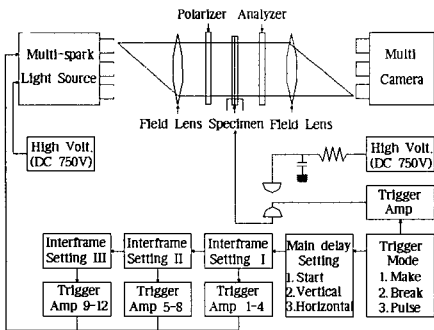 Polarizer Analyzer
Multi-spark
Light Source
Multi
Camera
Field Lens Specimen Field Lens
High Volt.
(DC 750V)
High Volt.
(DC 750V)
Trigger
Amp
Interframe
Setting III
Interframe
Setting II
Interframe
Setting I
Main delay
Setting
1. Start
2. Vertical
3. Horizontal
Trigger
Mode
1. Make
2. Break
3. Pulse
Trigger
Amp 9-12
Trigger
Amp 5-8
Trigger
Amp 1-4